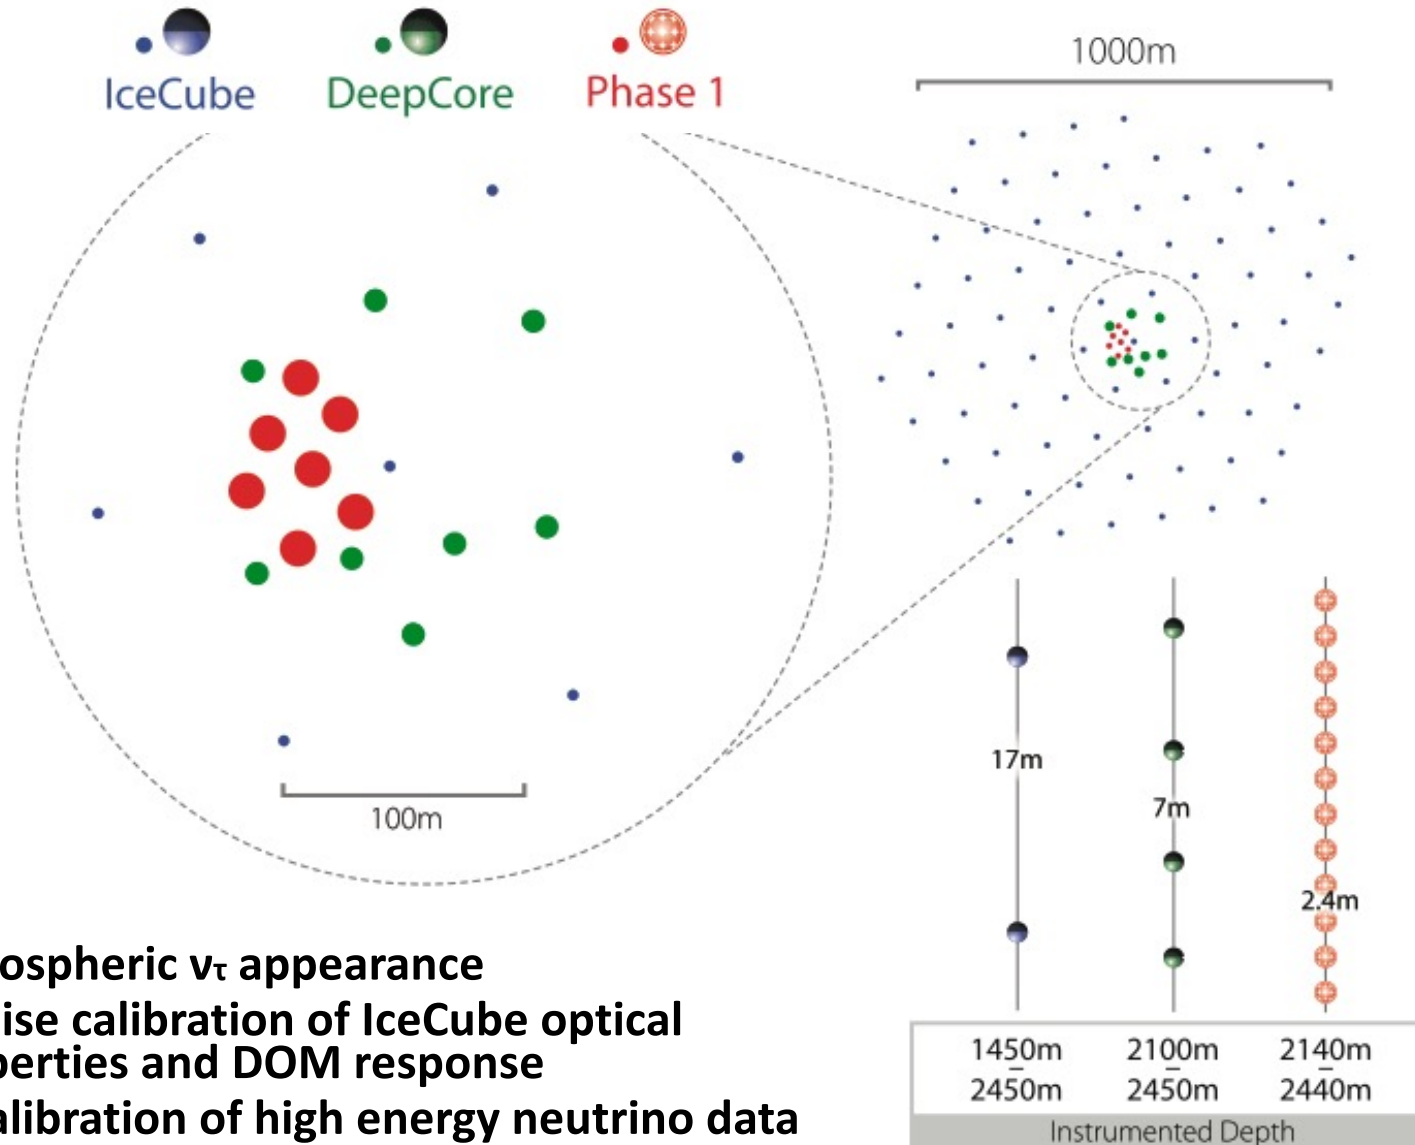 IceCube
DeepCore
Phase 1
1000m
100m
17m
7m
2.4m
ospheric ντ appearance
ise calibration of IceCube optical
perties and DOM response
alibration of high energy neutrino data
1450m 2100m 2140m
– – –
2450m 2450m 2440m
Instrumented Depth